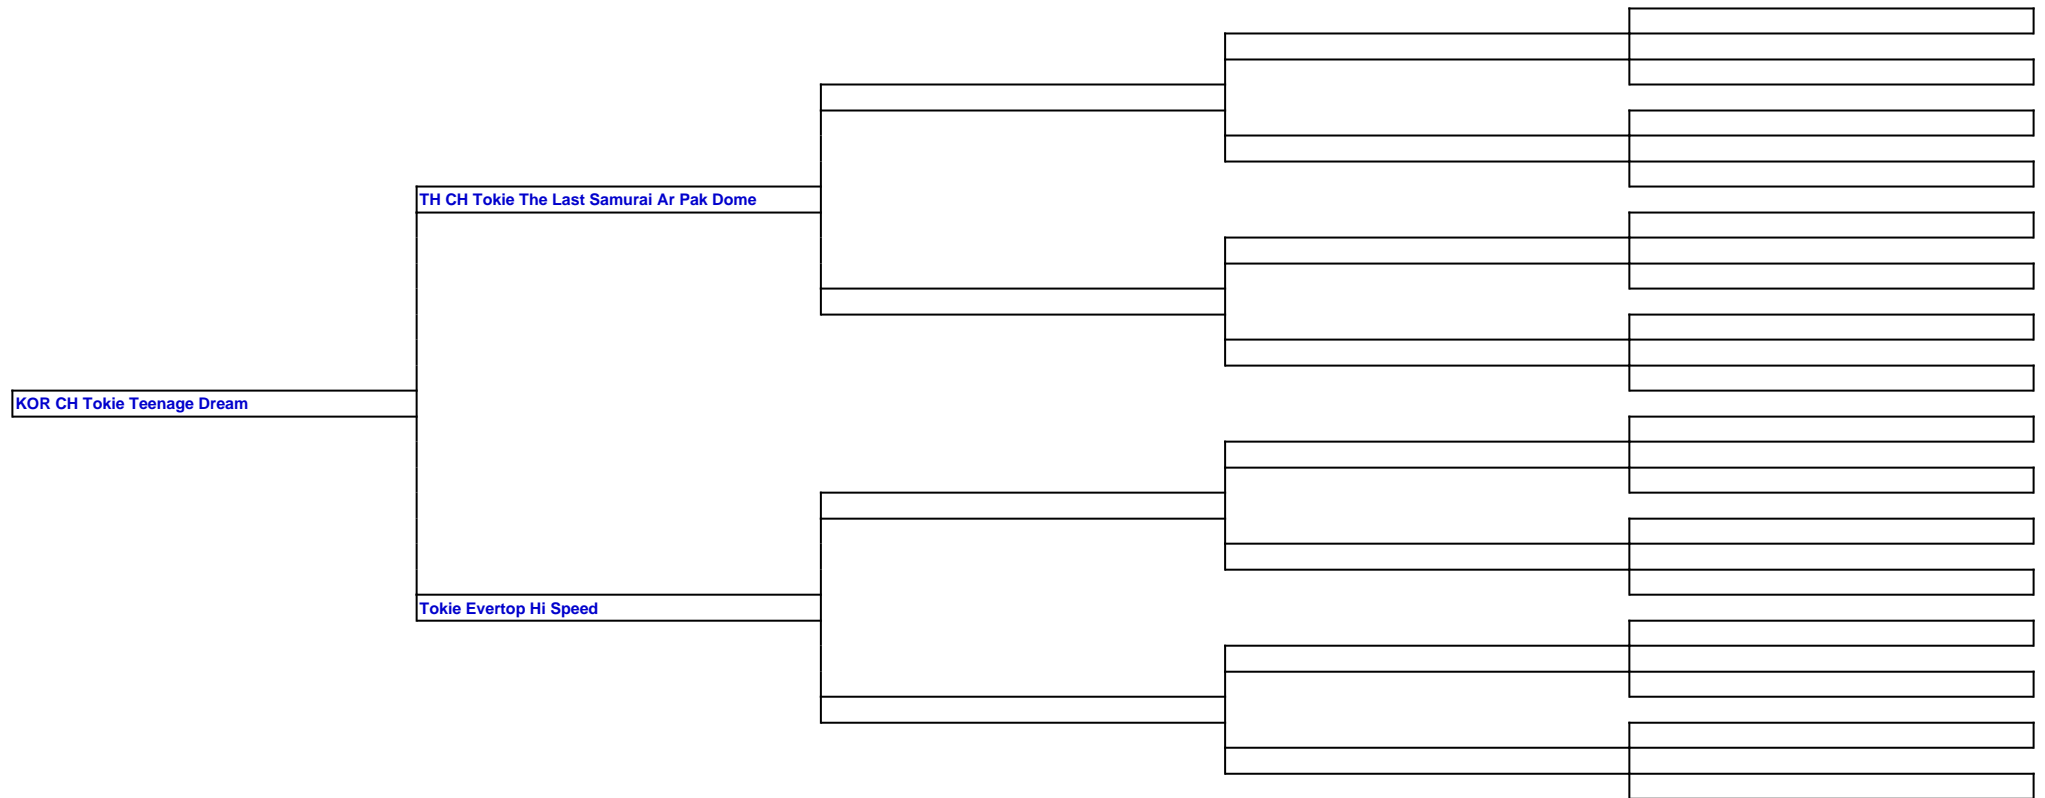 TH CH Tokie The Last Samurai Ar Pak Dome
KOR CH Tokie Teenage Dream
Tokie Evertop Hi Speed